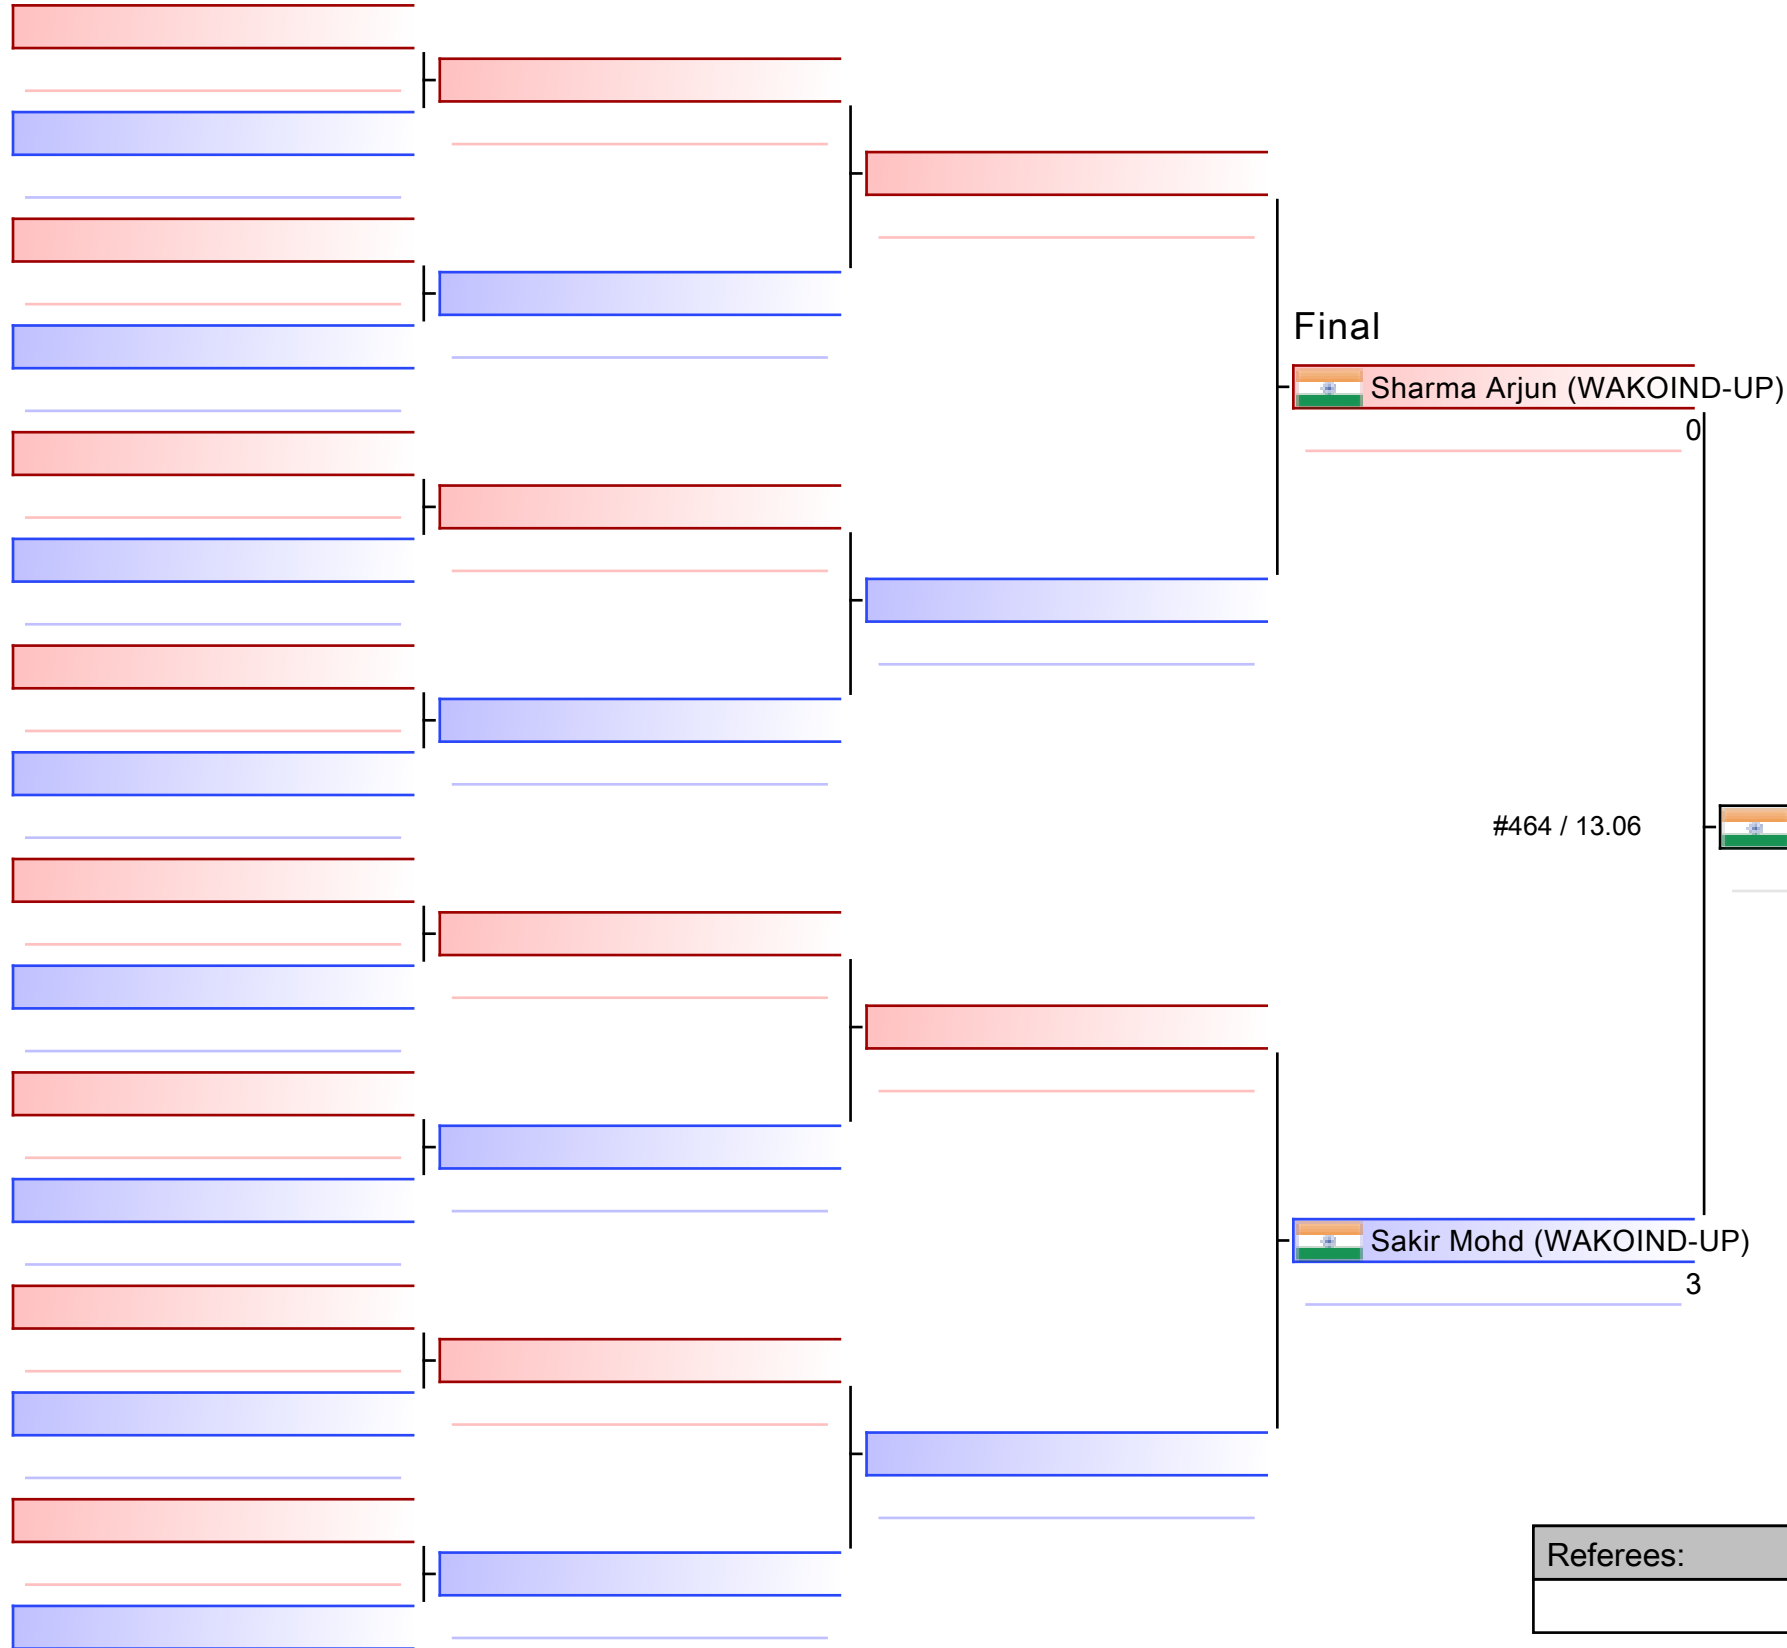 Final
Sharma Arjun (WAKOIND-UP)
0
#464 / 13.06
Sakir Mohd (WAKOIND-UP)
3
Referees: